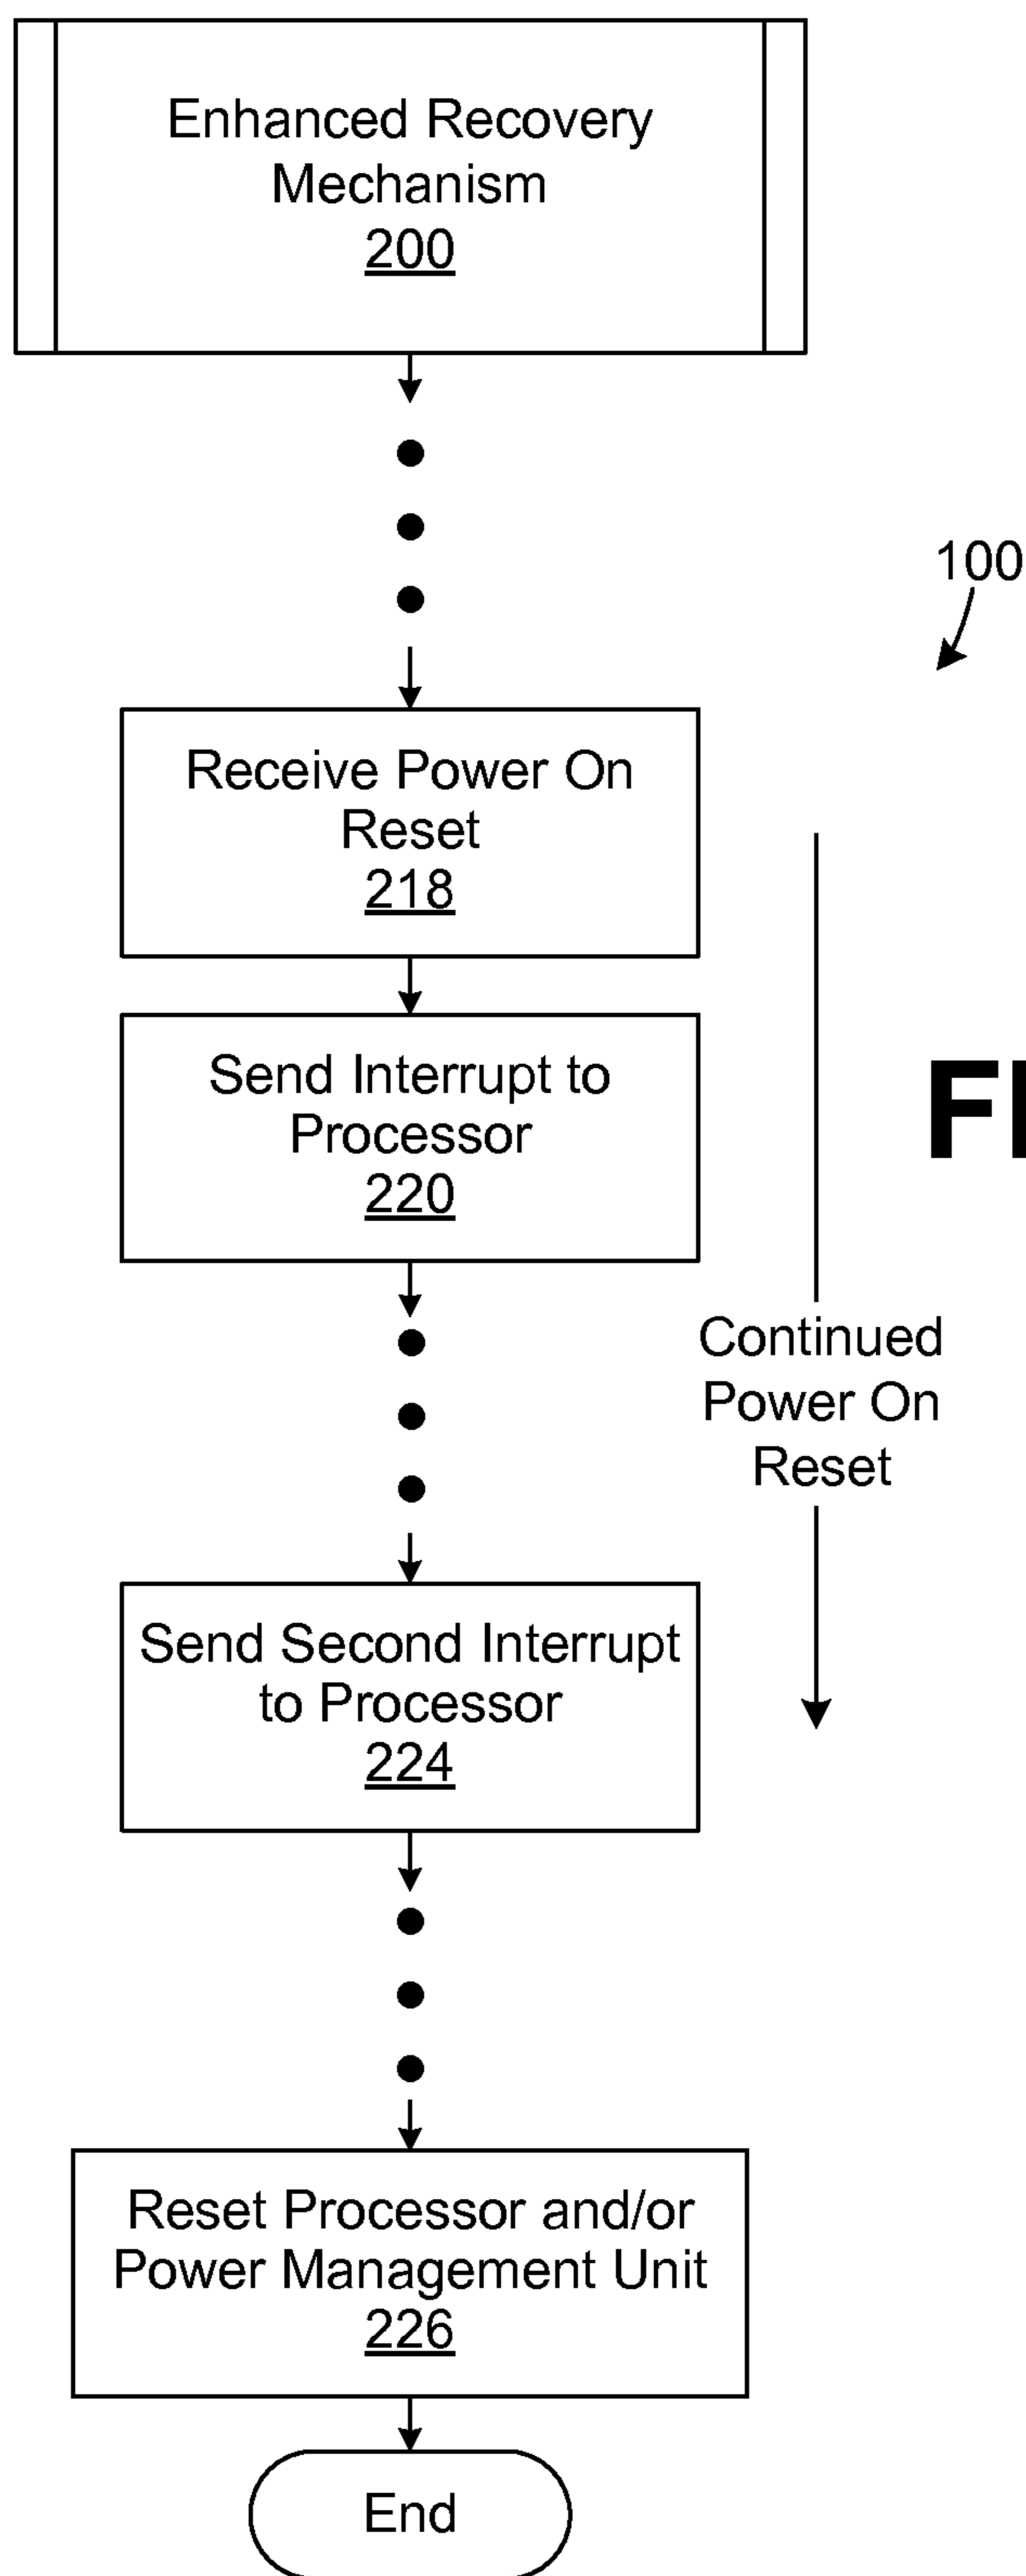 Enhanced Recovery
Mechanism
200
100
Receive Power On
Reset
218
Send Interrupt to
Processor
220
Continued
Power On
Reset
Send Second Interrupt
to Processor
224
Reset Processor and/or
Power Management Unit
226
End